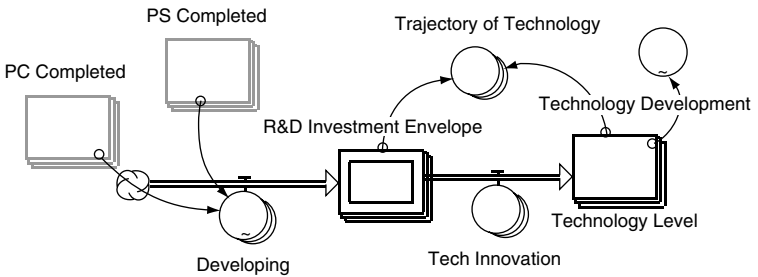 PS Completed
Trajectory of Technology
PC Completed
Technology Development
R&D Investment Envelope
~
Technology Level
Tech Innovation
~
Developing